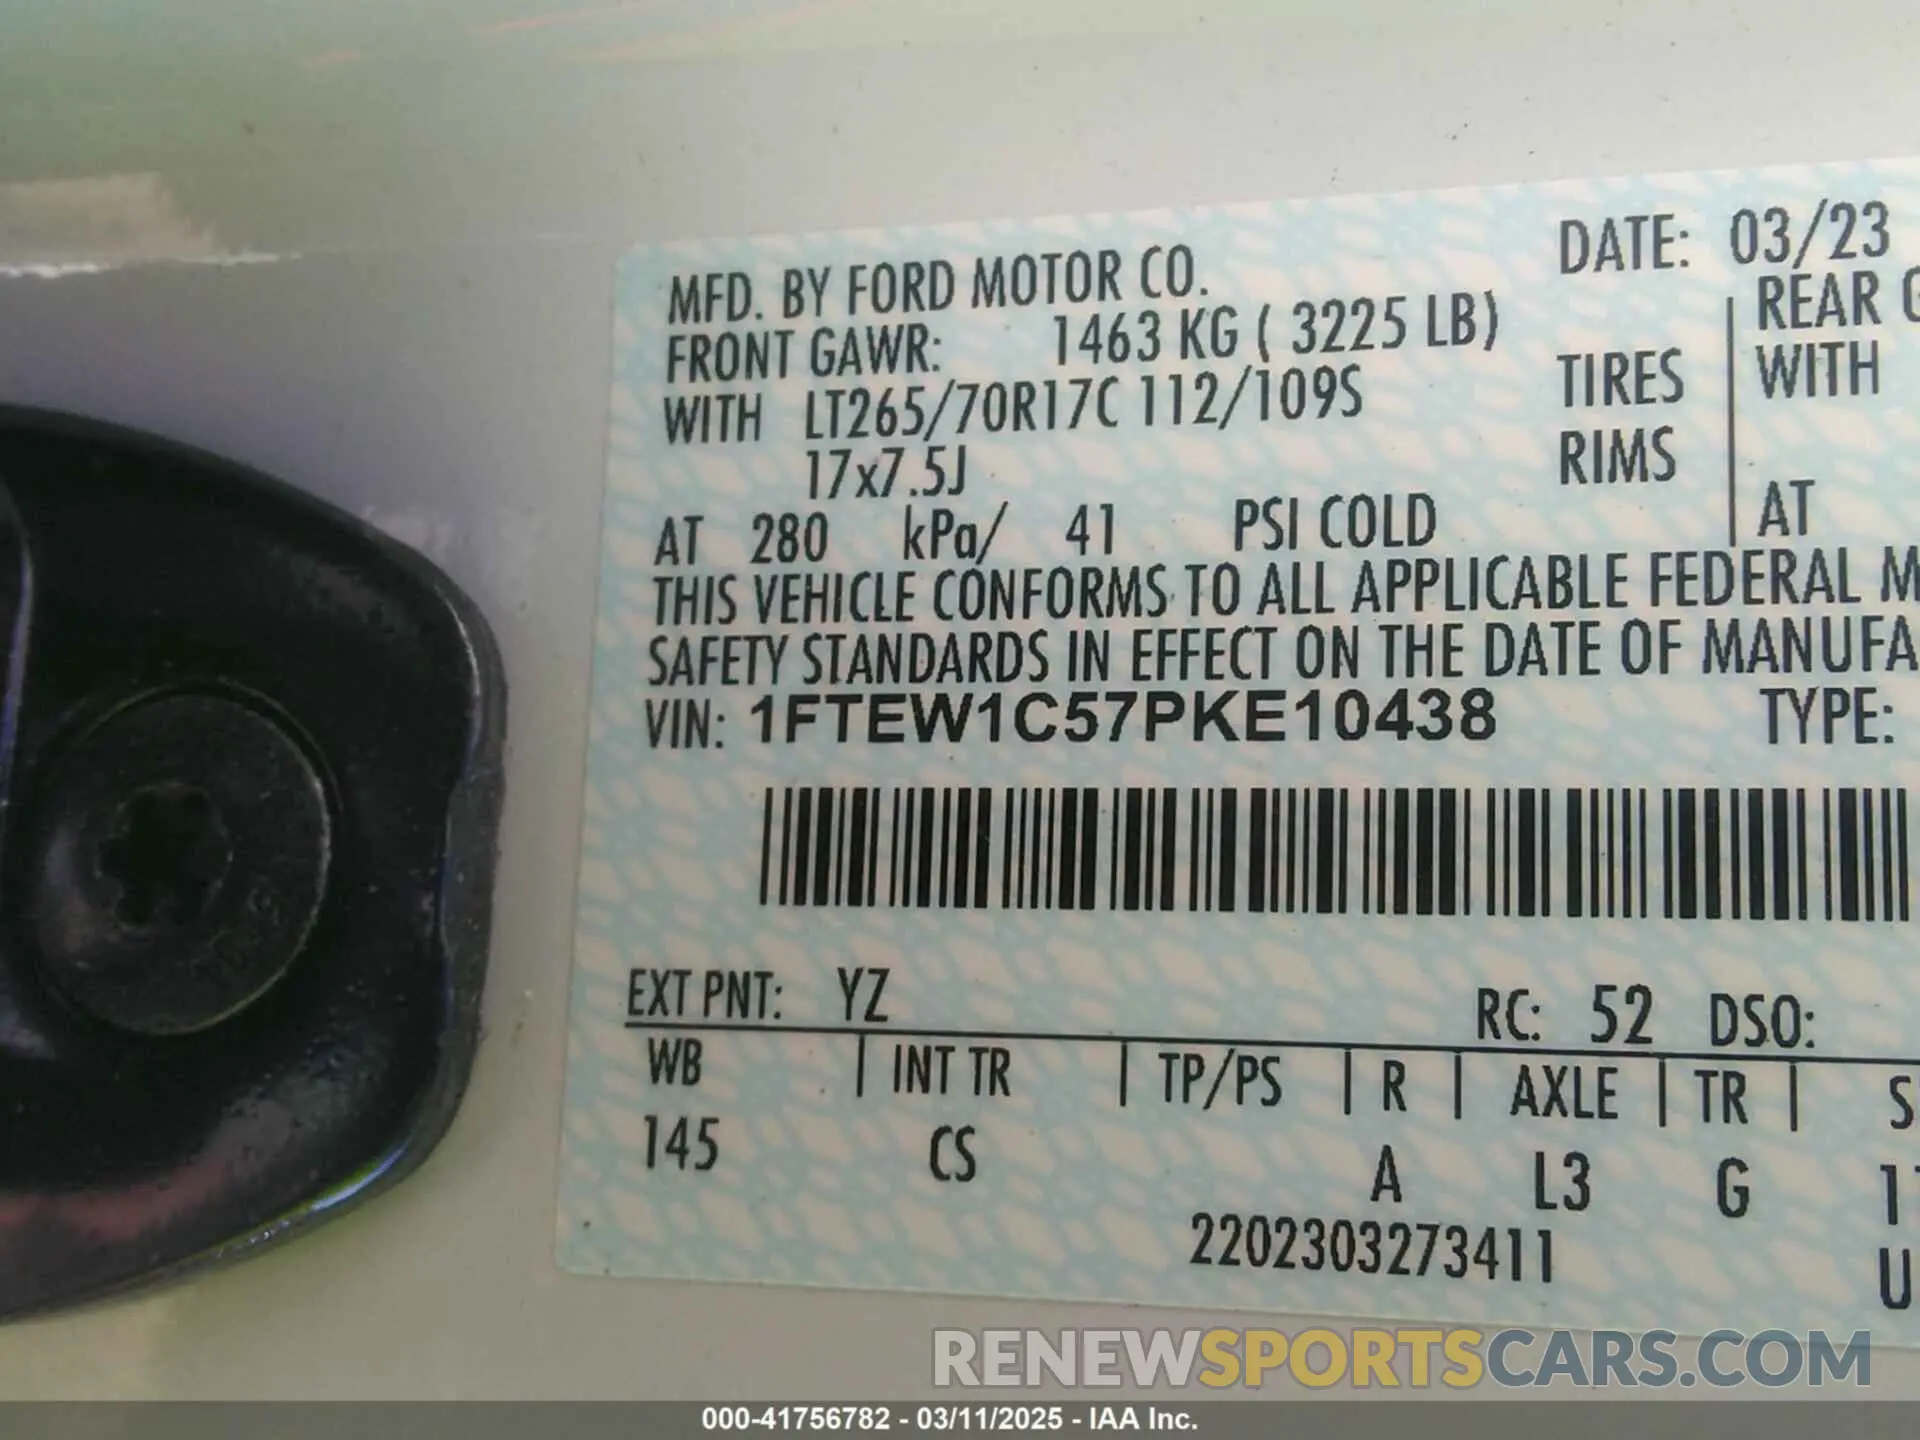 MFD. BY FORD MOTOR CO.
DATE: 03/23
FRONT GAWR: 1463 KG ( 3225 LB)
REAR G
WITH LT265/70R17C 112/109S
TIRES
WITH
17x7.5J
RIMS
AT 280 kPa/ 41 PSI COLD
AT
THIS VEHICLE CONFORMS TO ALL APPLICABLE FEDERAL M
SAFETY STANDARDS IN EFFECT ON THE DATE OF MANUFA
VIN: 1FTEW1C57PKE10438
TYPE:
EXT PNT: YZ
RC: 52 DSO:
WB | INT TR | TP/PS | R | AXLE | TR | S
145 CS A L3 G 1
2202303273411
U
RENEWSPORTSCARS.COM
000-41756782 - 03/11/2025 - IAA Inc.